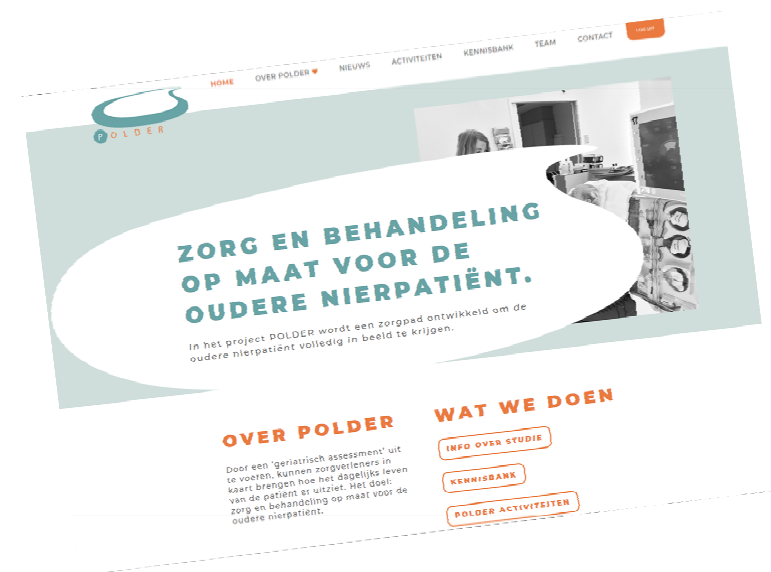 HOME
OVER POLDER
NIEUWS
ACTIVITEITEN
KENNISBANK
TEAM
CONTACT
POLDER
ZORG EN BEHANDELING
OP MAAT VOOR DE
OUDERE NIERPATIËNT.
In het project POLDER wordt een zorgpad ontwikkeld om de
oudere nierpatiënt volledig in beeld te krijgen.
OVER POLDER
Door een 'geriatrisch assessment' uit
te voeren, kunnen zorgverleners in
kaart brengen hoe het dagelijks leven
van de patiënt er uitziet. Het doel:
zorg en behandeling op maat voor de
oudere nierpatiënt.
WAT WE DOEN
INFO OVER STUDIE
KENNISBANK
POLDER ACTIVITEITEN